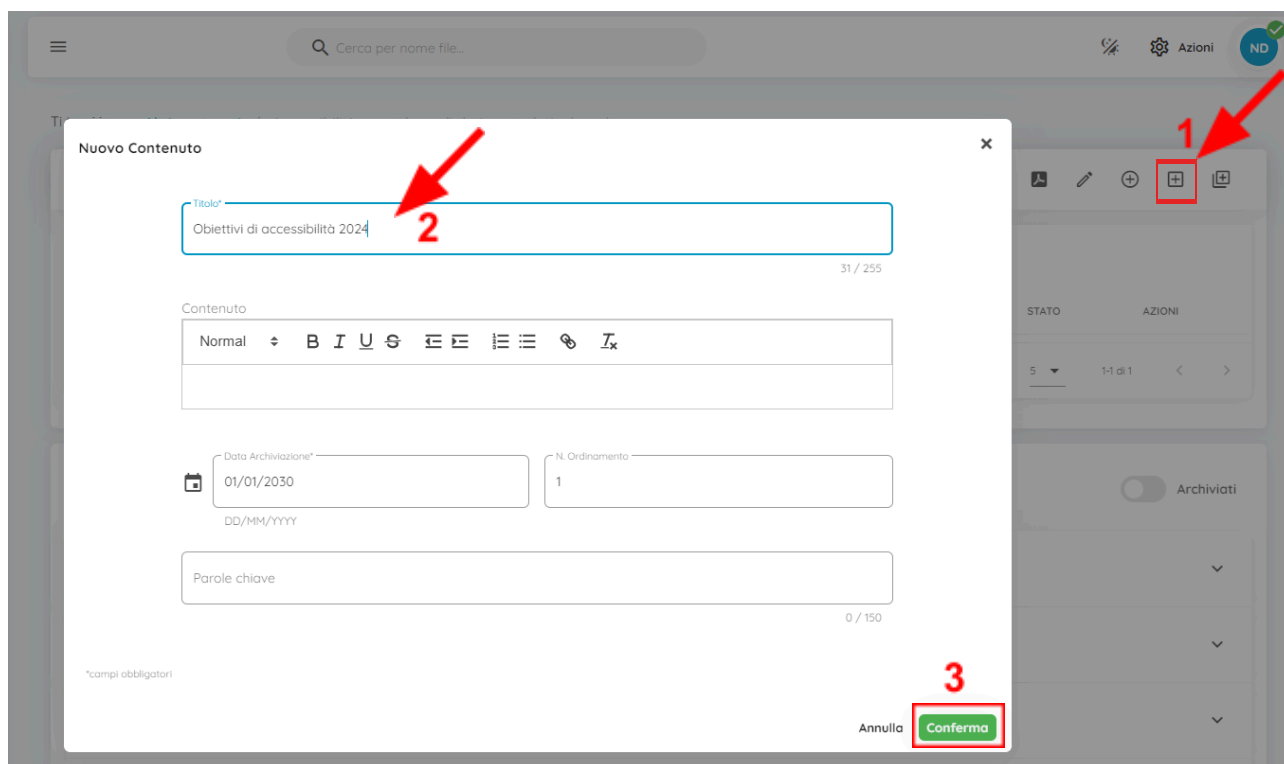 Cerca per nome file...
Azioni
ND
1
Nuovo Contenuto
Titolo*
Obiettivi di accessibilità 2024
2
31 / 255
Contenuto
Normal
STATO AZIONI
5 1-1 di 1
Data Archiviazione*
01/01/2030
DD/MM/YYYY
N. Ordinamento
1
Archiviati
Parole chiave
0 / 150
*campi obbligatori
3
Annulla Conferma